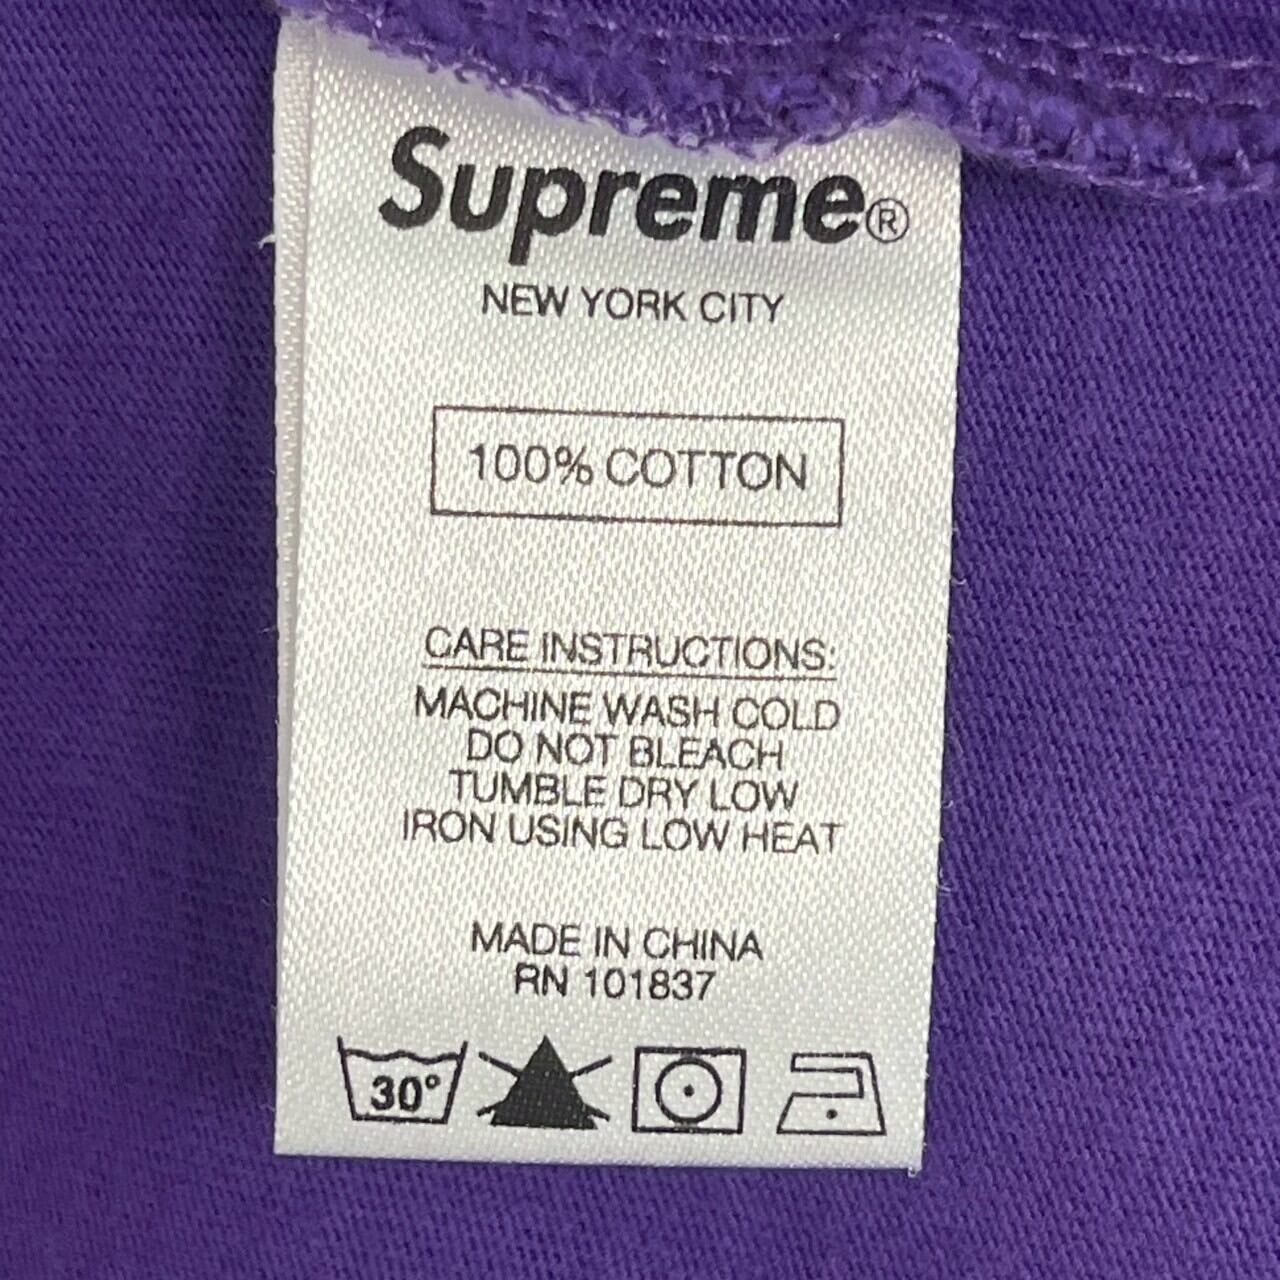 Supreme®
NEW YORK CITY
100% COTTON
CARE INSTRUCTIONS:
MACHINE WASH COLD
DO NOT BLEACH
TUMBLE DRY LOW
IRON USING LOW HEAT
MADE IN CHINA
RN 101837
30°